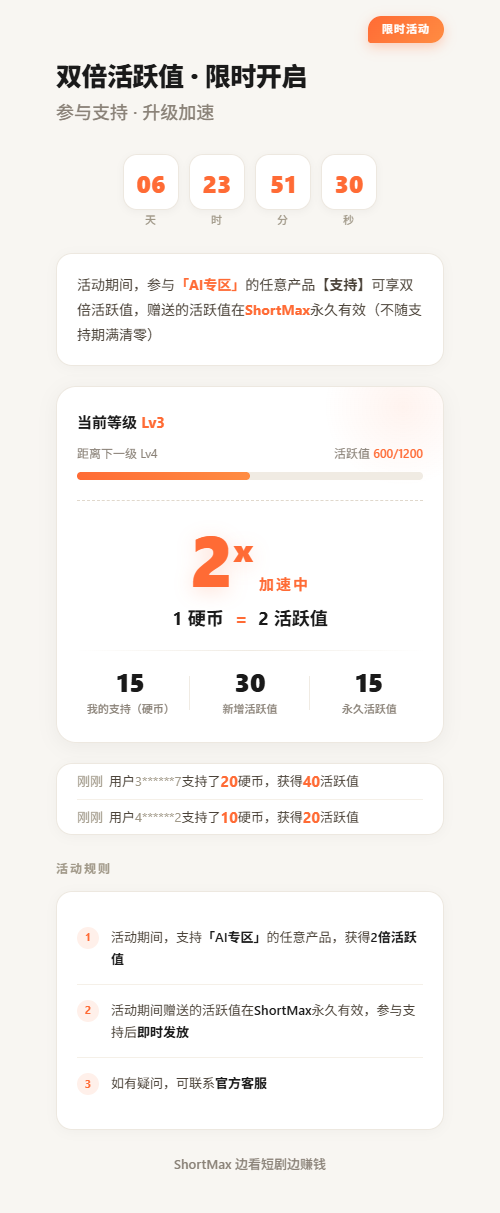 限时活动
双倍活跃值 · 限时开启
参与支持 · 升级加速
06 23 51 30
天 时 分 秒
活动期间，参与「AI专区」的任意产品【支持】可享双
倍活跃值，赠送的活跃值在ShortMax永久有效（不随支
持期满清零）
当前等级 Lv3
距离下一级 Lv4 活跃值 600/1200
2x 加速中
1 硬币 = 2 活跃值
15 30 15
我的支持（硬币） 新增活跃值 永久活跃值
刚刚 用户3******7支持了20硬币，获得40活跃值
刚刚 用户4******2支持了10硬币，获得20活跃值
活动规则
1 活动期间，支持「AI专区」的任意产品，获得2倍活跃
值
2 活动期间赠送的活跃值在ShortMax永久有效，参与支
持后即时发放
3 如有疑问，可联系官方客服
ShortMax 边看短剧边赚钱